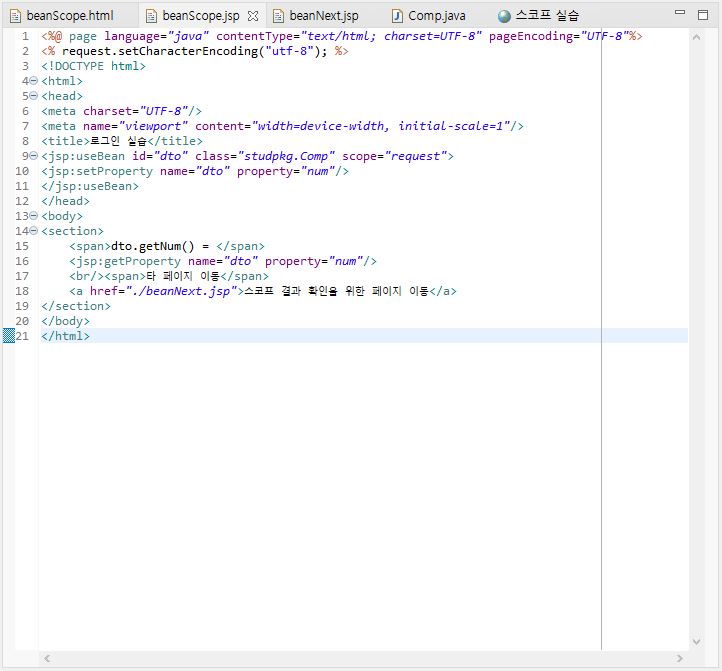 beanScope.html beanScope.jsp beanNext.jsp Comp.java 스코프 실습
1 <%@ page language="java" contentType="text/html; charset=UTF-8" pageEncoding="UTF-8"%>
2 <% request.setCharacterEncoding("utf-8"); %>
3 <!DOCTYPE html>
4 <html>
5 <head>
6 <meta charset="UTF-8"/>
7 <meta name="viewport" content="width=device-width, initial-scale=1"/>
8 <title>로그인 실습</title>
9 <jsp:useBean id="dto" class="studpkg.Comp" scope="request">
10 <jsp:setProperty name="dto" property="num"/>
11 </jsp:useBean>
12 </head>
13 <body>
14 <section>
15 <span>dto.getNum() = </span>
16 <jsp:getProperty name="dto" property="num"/>
17 <br/><span>타 페이지 이동</span>
18 <a href="./beanNext.jsp">스코프 결과 확인을 위한 페이지 이동</a>
19 </section>
20 </body>
21 </html>